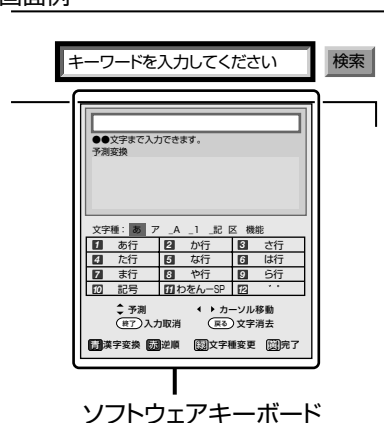 画面例
キーワードを入力してください 検索
●●文字まで入力できます。
予測変換
文字種: あ ア _A _1 _記 区 機能
1 あ行 2 か行 3 さ行
4 た行 5 な行 6 は行
7 ま行 8 や行 9 ら行
10 記号 11 わをん－SP 12 ゛゜
予測 カーソル移動
終了 入力取消 戻る 文字消去
青 漢字変換 赤 逆順 緑 文字種変更 黄 完了
ソフトウェアキーボード